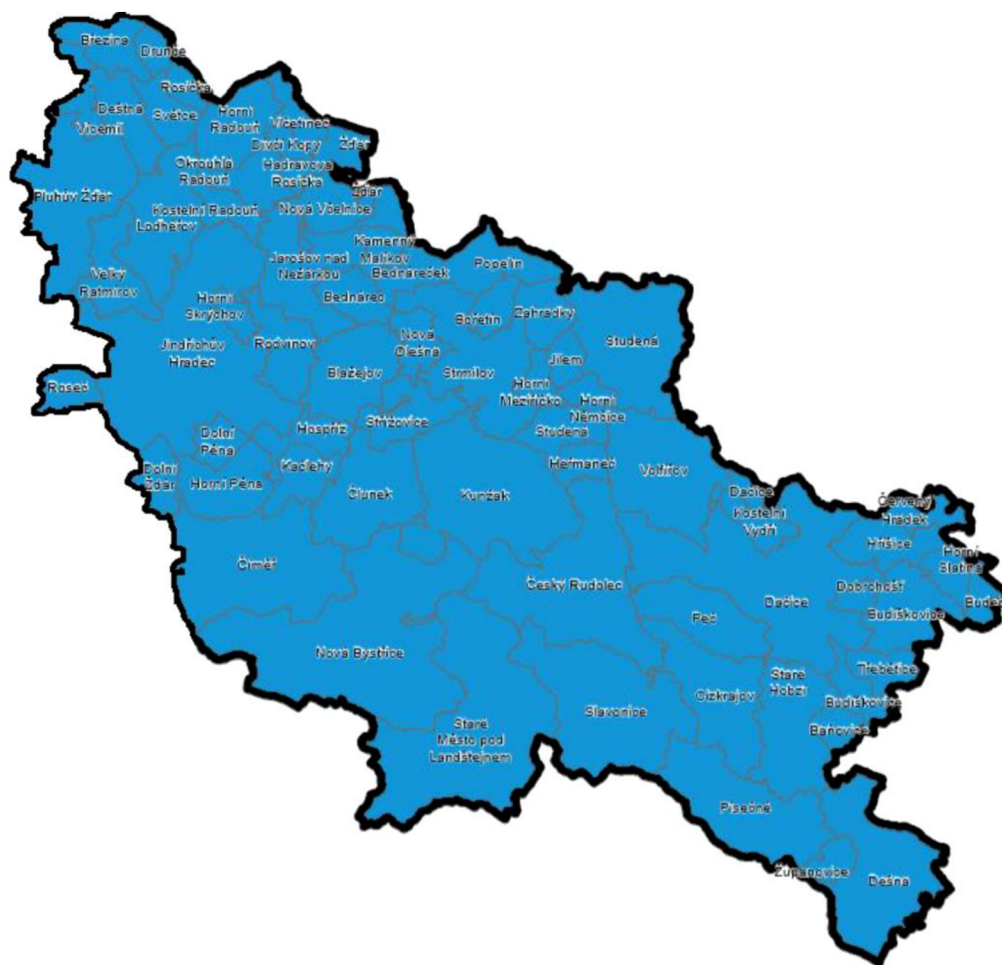 Březina
Drunče
Rosička
Deštná
Světce
Vícemil
Horní
Radouň
Včetínec
Dívčí Kopy
Žďár
Okrouhlá
Radouň
Hadravova
Rosička
Žďár
Pluhův Žďár
Kostelní Radouň
Nová Včelnice
Lodhéřov
Kamenný
Malíkov
Jarošov nad
Nežárkou
Bednáreček
Popelín
Velký
Ratmírov
Bednárec
Horní
Skrýchov
Bořetín
Zahrádky
Jindřichův
Hradec
Rodvínov
Nová
Olešná
Studená
Blažejov
Strmilov
Jilem
Roseč
Horní
Meziříčko
Horní
Němčice
Střížovice
Hospříz
Studená
Dolní
Pěna
Kačlehy
Heřmaneč
Dolní
Žďár
Horní Pěna
Člunek
Kunžak
Volfířov
Dačice
Kostelní
Vydří
Červený
Hrádek
Hříšice
Horní
Slatina
Číměř
Český Rudolec
Dobrohošť
Dačice
Budeč
Peč
Budíškovice
Nová Bystřice
Třebětice
Staré
Hobzí
Cizkrajov
Budíškovice
Slavonice
Báňovice
Staré
Město pod
Landštejnem
Písečné
Županovice
Dešná